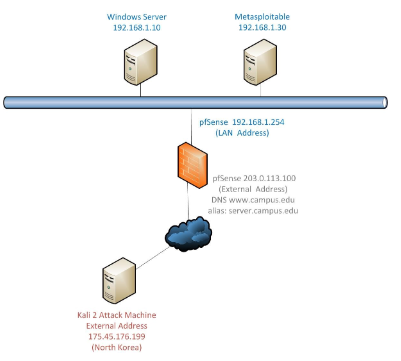 Windows Server
192.168.1.10
Metasploitable
192.168.1.30
pfSense 192.168.1.254
(LAN Address)
pfSense 203.0.113.100
(External Address)
DNS www.campus.edu
alias: server.campus.edu
Kali 2 Attack Machine
External Address
175.45.176.199
(North Korea)